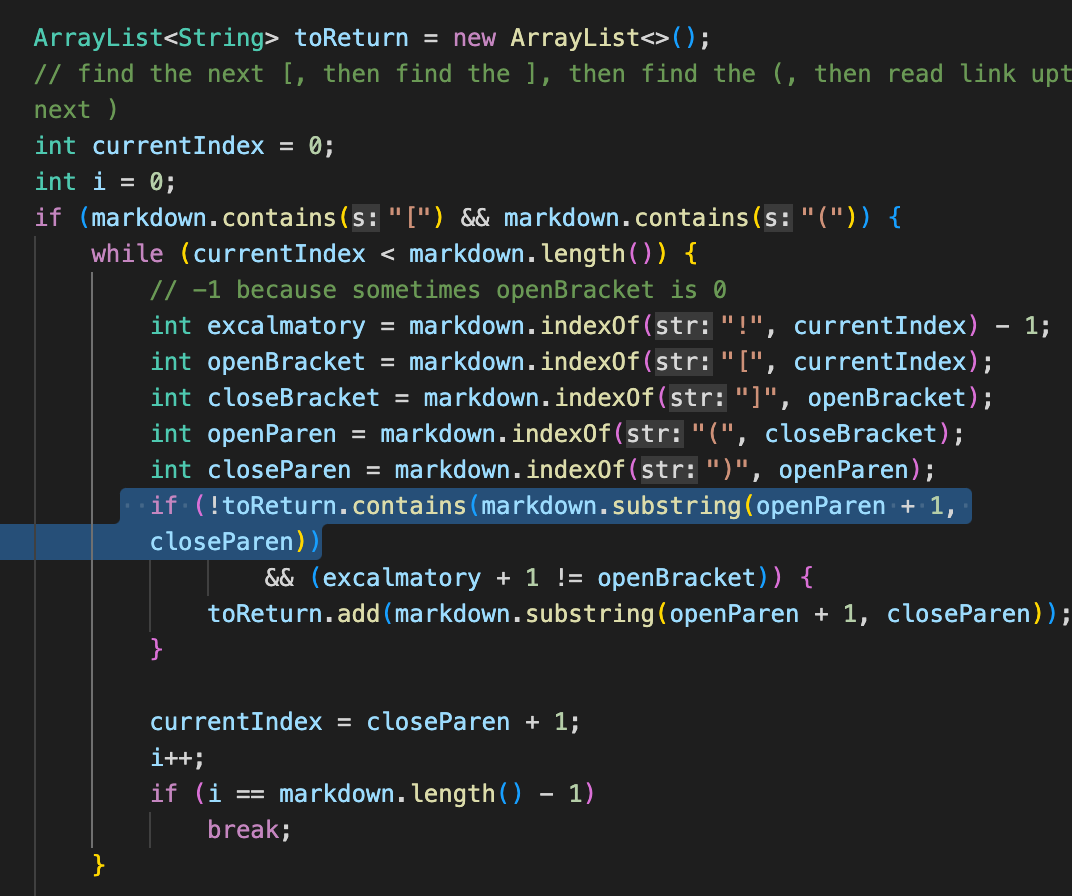 ArrayList<String> toReturn = new ArrayList<>();
// find the next [, then find the ], then find the (, then read link upt
next )
int currentIndex = 0;
int i = 0;
if (markdown.contains(s:"[") && markdown.contains(s:"(")) {
while (currentIndex < markdown.length()) {
// -1 because sometimes openBracket is 0
int excalmatory = markdown.indexOf(str:"!", currentIndex) - 1;
int openBracket = markdown.indexOf(str:"[", currentIndex);
int closeBracket = markdown.indexOf(str:"]", openBracket);
int openParen = markdown.indexOf(str:"(", closeBracket);
int closeParen = markdown.indexOf(str:")", openParen);
if (!toReturn.contains(markdown.substring(openParen + 1,
closeParen))
&& (excalmatory + 1 != openBracket)) {
toReturn.add(markdown.substring(openParen + 1, closeParen));
}
currentIndex = closeParen + 1;
i++;
if (i == markdown.length() - 1)
break;
}